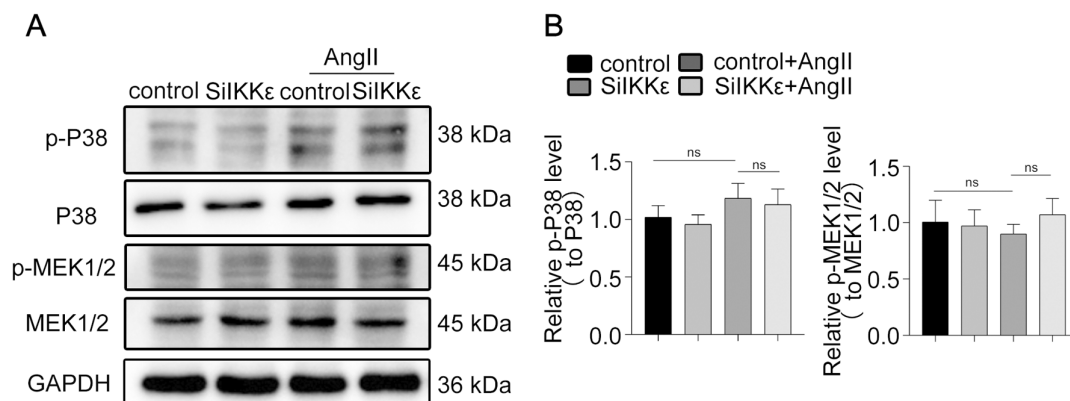 A
AngII
control SiIKKε control SiIKKε
p-P38 38 kDa
P38 38 kDa
p-MEK1/2 45 kDa
MEK1/2 45 kDa
GAPDH 36 kDa
B
control control+AngII
SiIKKε SiIKKε+AngII
Relative p-P38 level
( to P38)
1.5
1.0
0.5
0.0
ns
ns
Relative p-MEK1/2 level
( to MEK1/2)
1.5
1.0
0.5
0.0
ns
ns